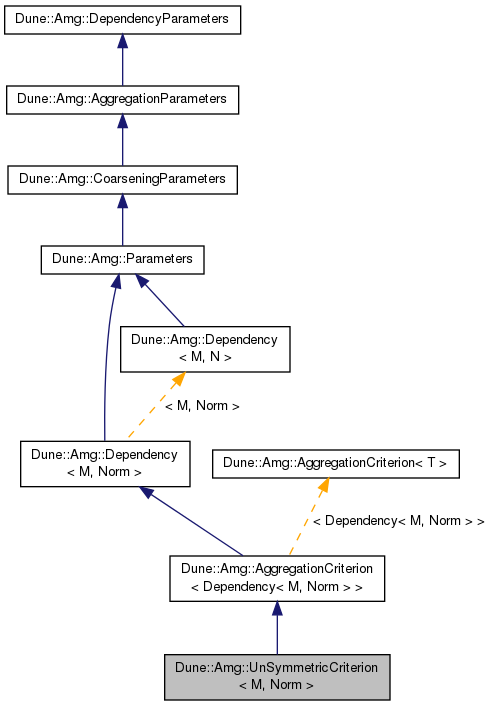 Dune::Amg::DependencyParameters
Dune::Amg::AggregationParameters
Dune::Amg::CoarseningParameters
Dune::Amg::Parameters
Dune::Amg::Dependency
< M, N >
< M, Norm >
Dune::Amg::Dependency
< M, Norm >
Dune::Amg::AggregationCriterion< T >
< Dependency< M, Norm > >
Dune::Amg::AggregationCriterion
< Dependency< M, Norm > >
Dune::Amg::UnSymmetricCriterion
< M, Norm >